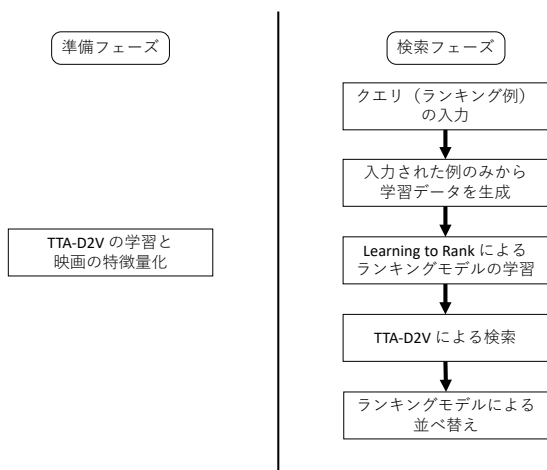 準備フェーズ
TTA-D2V の学習と
映画の特徴量化
検索フェーズ
クエリ（ランキング例）
の入力
入力された例のみから
学習データを生成
Learning to Rank による
ランキングモデルの学習
TTA-D2V による検索
ランキングモデルによる
並べ替え